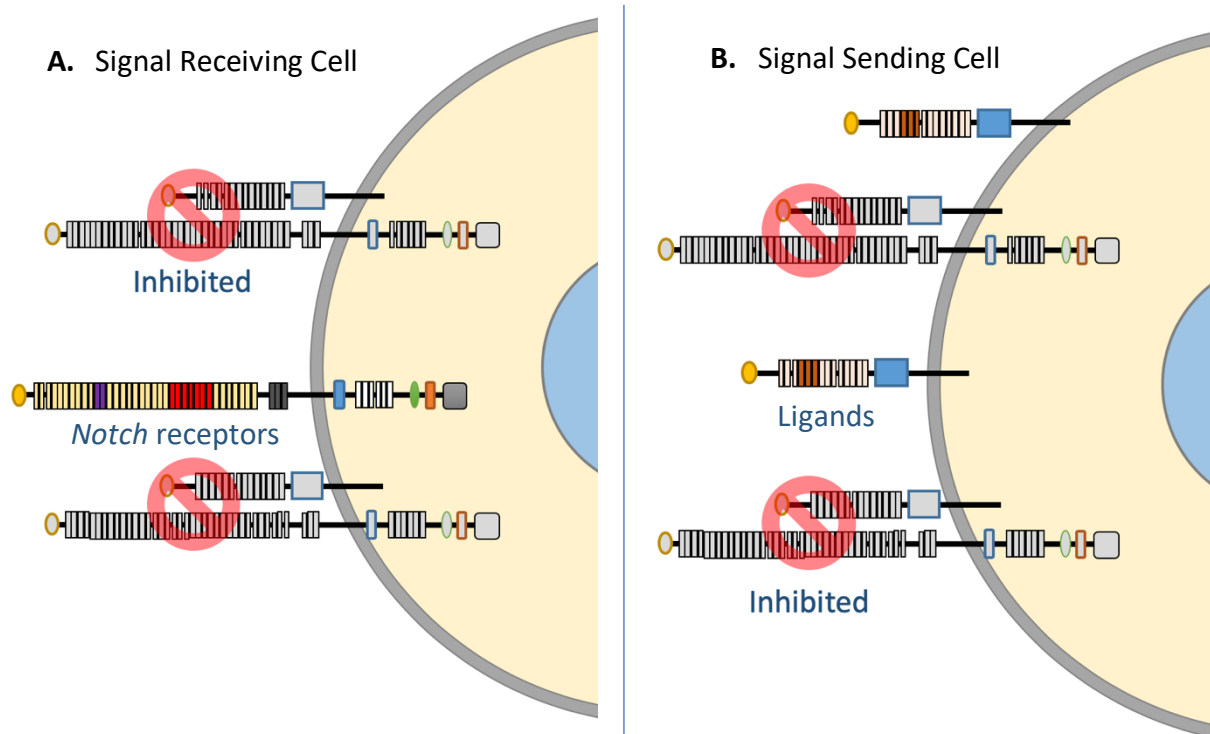 A. Signal Receiving Cell
Inhibited
Notch receptors
B. Signal Sending Cell
Ligands
Inhibited